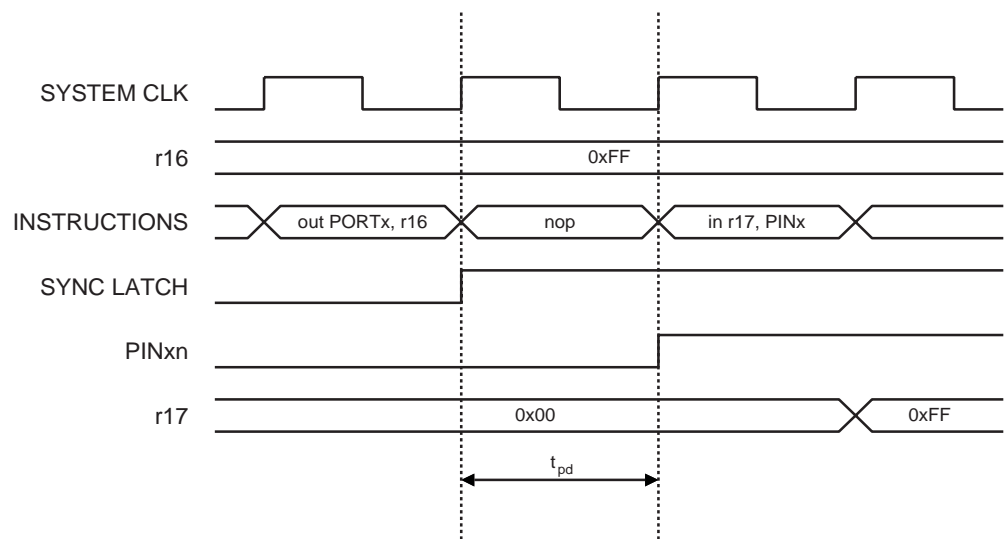 SYSTEM CLK
r16
0xFF
INSTRUCTIONS
out PORTx, r16
nop
in r17, PINx
SYNC LATCH
PINxn
r17
0x00
0xFF
tpd